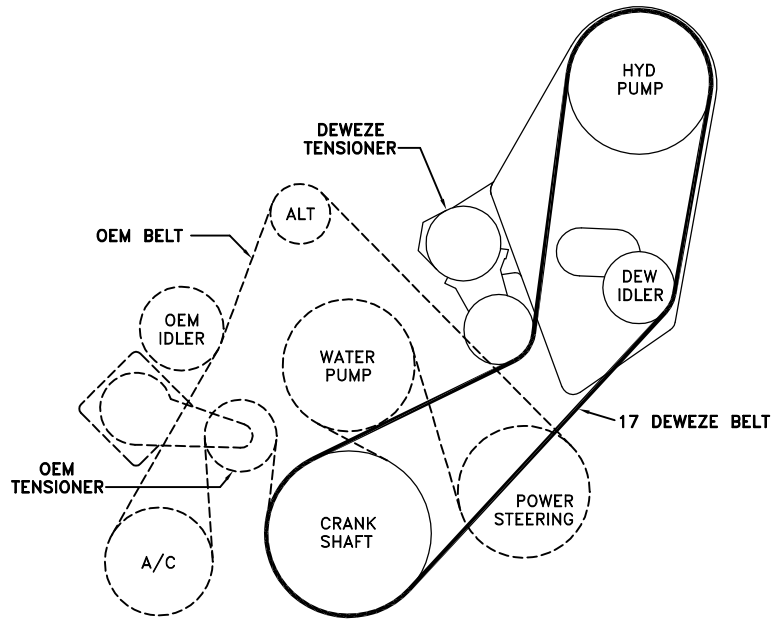 HYD
PUMP
DEWEZE
TENSIONER
ALT
OEM BELT
DEW
IDLER
OEM
IDLER
WATER
PUMP
17 DEWEZE BELT
OEM
TENSIONER
POWER
STEERING
CRANK
SHAFT
A/C